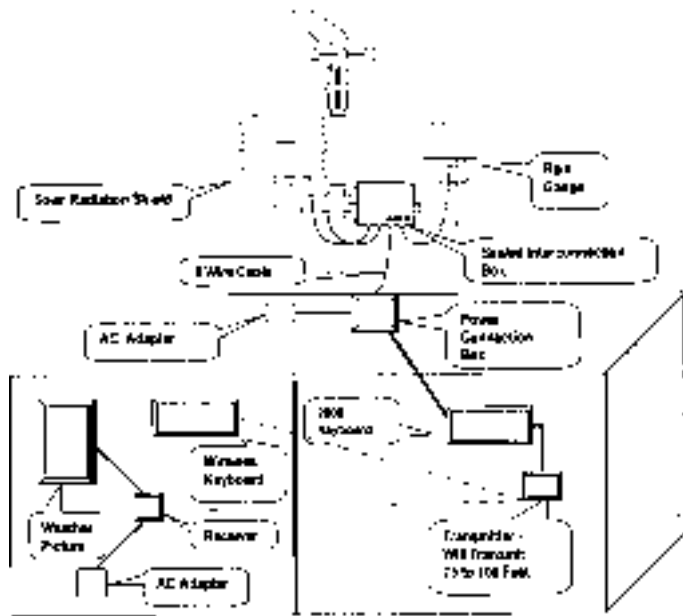 Rain
Gauge
Solar Radiation Shield
Sealed Interconnection
Box
8 Wire Cable
AC Adapter
Power
Connection
Box
Keyboard
Wireless
Keyboard
Weather
Picture
Receiver
Transmitter -
Will Transmit
75 to 100 Feet
AC Adapter